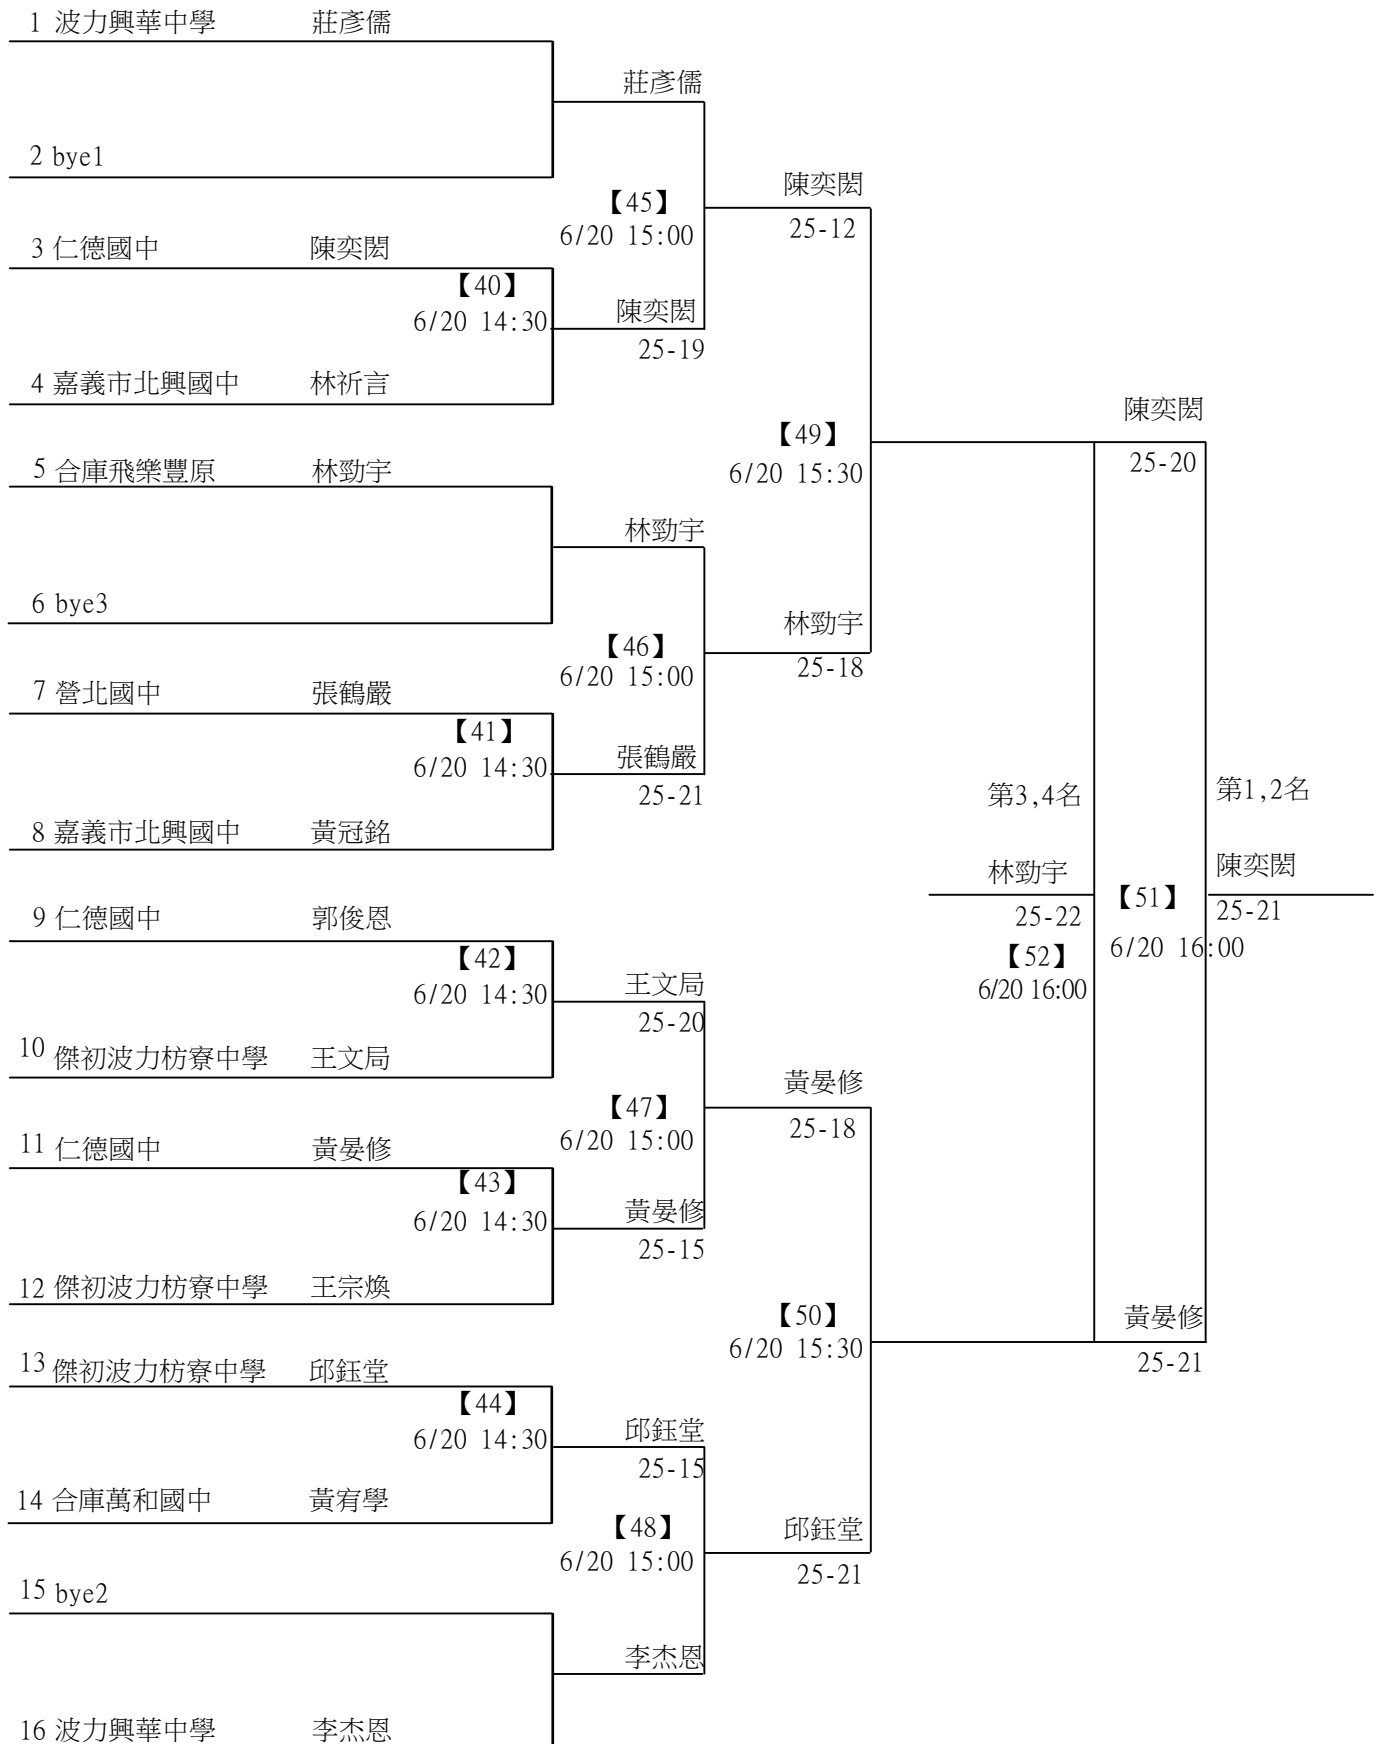 1 波力興華中學 莊彥儒
莊彥儒
2 bye1
陳奕閎
【45】
25-12
6/20 15:00
3 仁德國中 陳奕閎
【40】
陳奕閎
6/20 14:30
25-19
4 嘉義市北興國中 林祈言
陳奕閎
【49】
25-20
5 合庫飛樂豐原 林勁宇
6/20 15:30
林勁宇
6 bye3
林勁宇
【46】
25-18
6/20 15:00
7 營北國中 張鶴嚴
【41】
張鶴嚴
6/20 14:30
25-21
第3,4名
第1,2名
8 嘉義市北興國中 黃冠銘
林勁宇
陳奕閎
【51】
25-22
25-21
9 仁德國中 郭俊恩
【42】
【52】
6/20 16:00
6/20 14:30
王文局
6/20 16:00
25-20
10 傑初波力枋寮中學 王文局
黃晏修
【47】
25-18
6/20 15:00
11 仁德國中 黃晏修
【43】
黃晏修
6/20 14:30
25-15
12 傑初波力枋寮中學 王宗煥
【50】
黃晏修
6/20 15:30
25-21
13 傑初波力枋寮中學 邱鈺堂
【44】
邱鈺堂
6/20 14:30
25-15
14 合庫萬和國中 黃宥學
【48】
邱鈺堂
6/20 15:00
25-21
15 bye2
李杰恩
16 波力興華中學 李杰恩